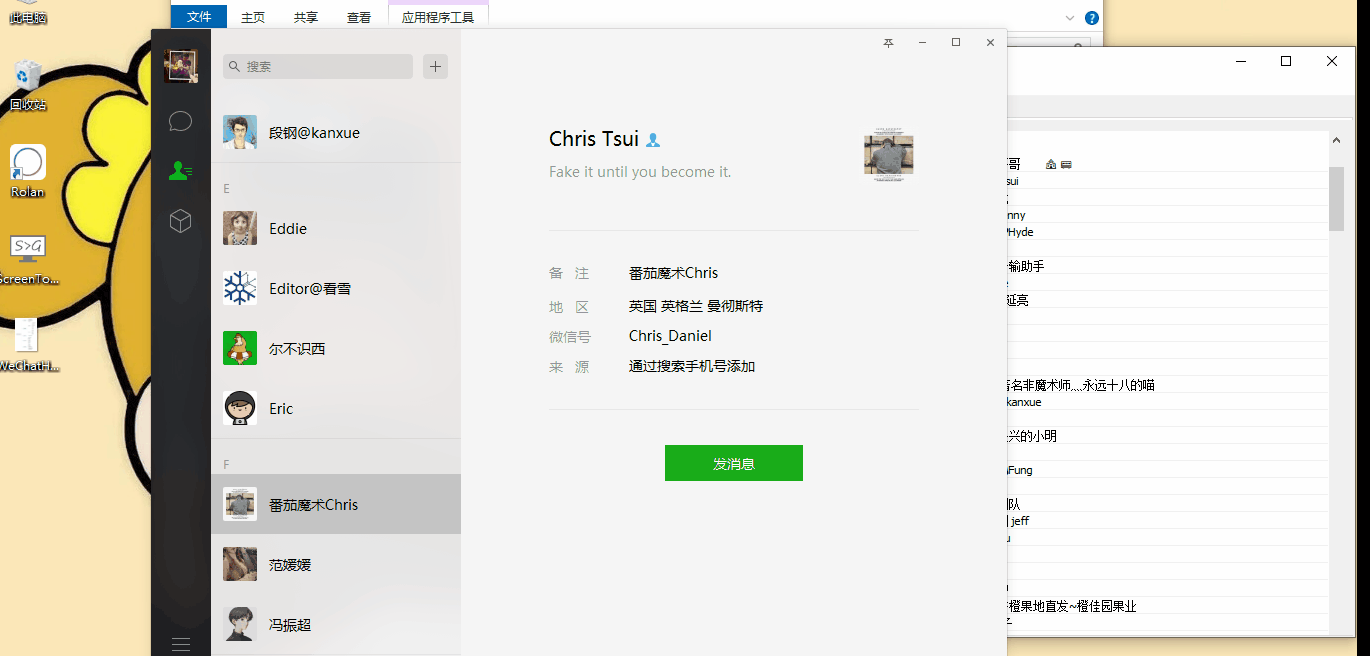 此电脑
回收站
Rolan
S>G
ScreenTo...
WeChatH...
文件 主页 共享 查看 应用程序工具
搜索
段钢@kanxue
E
Eddie
Editor@看雪
尔不识西
Eric
F
番茄魔术Chris
范嫒嫒
冯振超
Chris Tsui
Fake it until you become it.
备 注 番茄魔术Chris
地 区 英国 英格兰 曼彻斯特
微信号 Chris_Daniel
来 源 通过搜索手机号添加
发消息
哥
sui
nny
Hyde
输助手
延亮
名非魔术师,,,,永远十八的喵
kanxue
兴的小明
Fung
队
jeff
u
橙果地直发~橙佳园果业